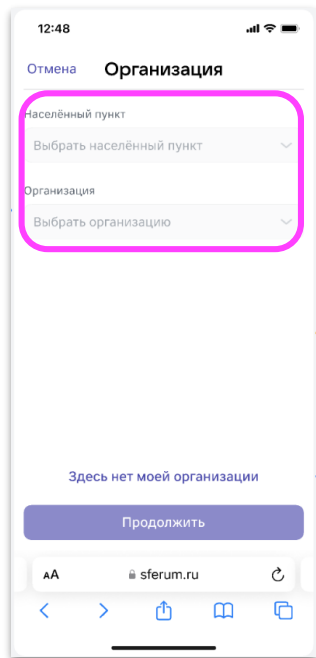 12:48
Отмена Организация
Населённый пункт
Выбрать населённый пункт
Организация
Выбрать организацию
Здесь нет моей организации
Продолжить
AA sferum.ru